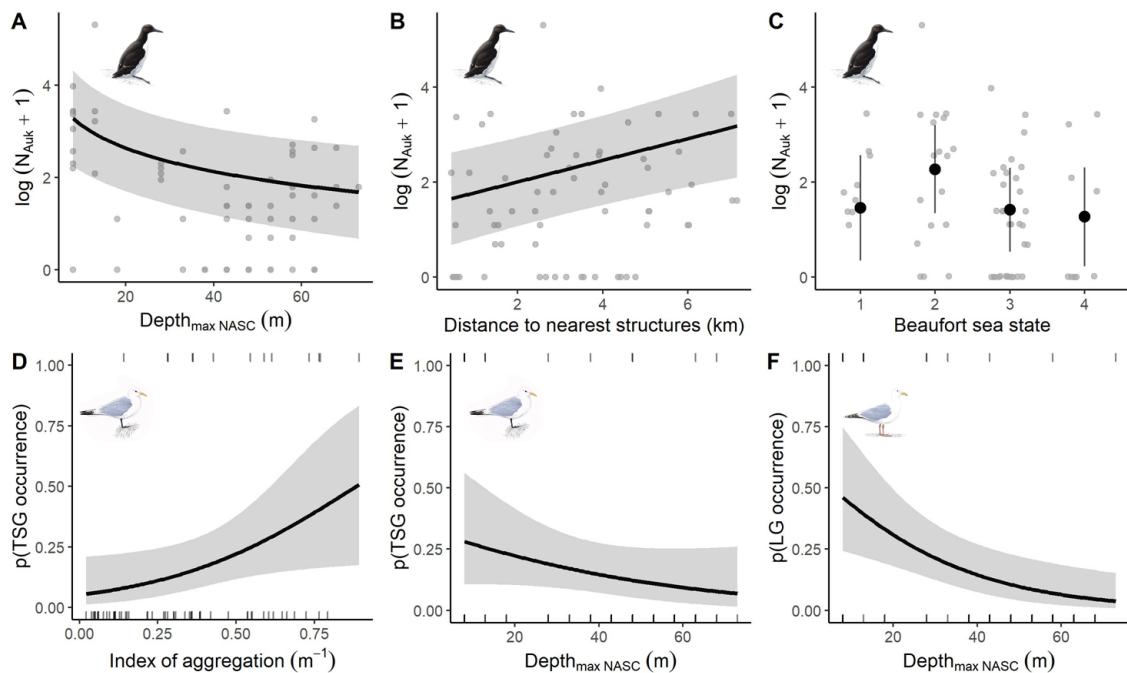 A
log (N_Auk + 1)
4
2
0
20 40 60
Depth_max NASC (m)
B
log (N_Auk + 1)
4
2
0
2 4 6
Distance to nearest structures (km)
C
log (N_Auk + 1)
4
2
0
1 2 3 4
Beaufort sea state
D
p(TSG occurrence)
1.00
0.75
0.50
0.25
0.00
0.00 0.25 0.50 0.75
Index of aggregation (m⁻¹)
E
p(TSG occurrence)
1.00
0.75
0.50
0.25
0.00
20 40 60
Depth_max NASC (m)
F
p(LG occurrence)
1.00
0.75
0.50
0.25
0.00
20 40 60
Depth_max NASC (m)